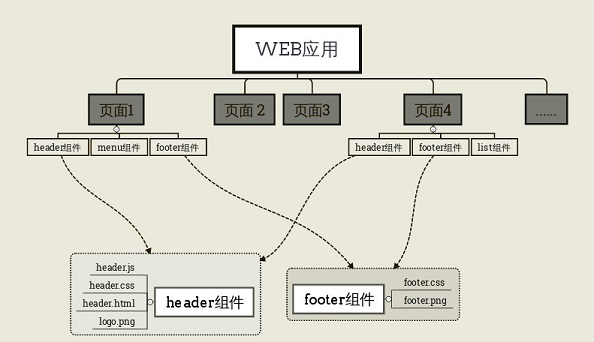 WEB应用
页面1
页面 2
页面3
页面4
......
header组件
menu组件
footer组件
header组件
footer组件
list组件
header.js
header.css
header.html
logo.png
header组件
footer组件
footer.css
footer.png